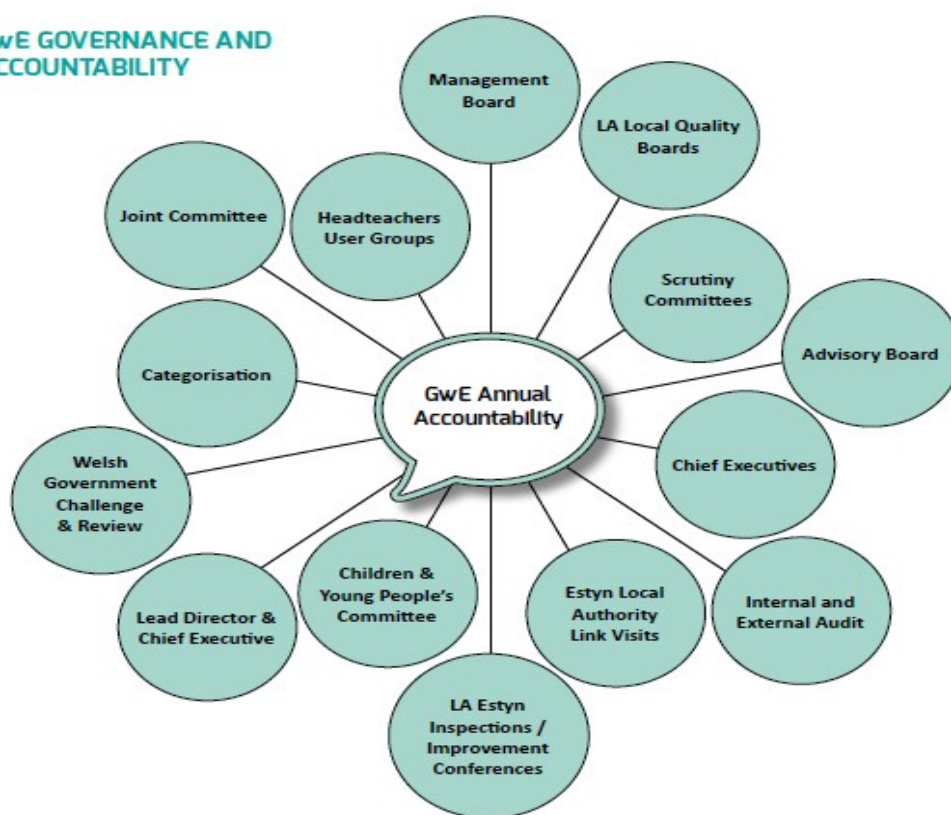 wE GOVERNANCE AND
CCOUNTABILITY
Management
Board
LA Local Quality
Boards
Joint Committee
Headteachers
User Groups
Scrutiny
Committees
Advisory Board
Categorisation
GwE Annual
Accountability
Chief Executives
Welsh
Government
Challenge
& Review
Lead Director &
Chief Executive
Children &
Young People's
Committee
Estyn Local
Authority
Link Visits
Internal and
External Audit
LA Estyn
Inspections /
Improvement
Conferences